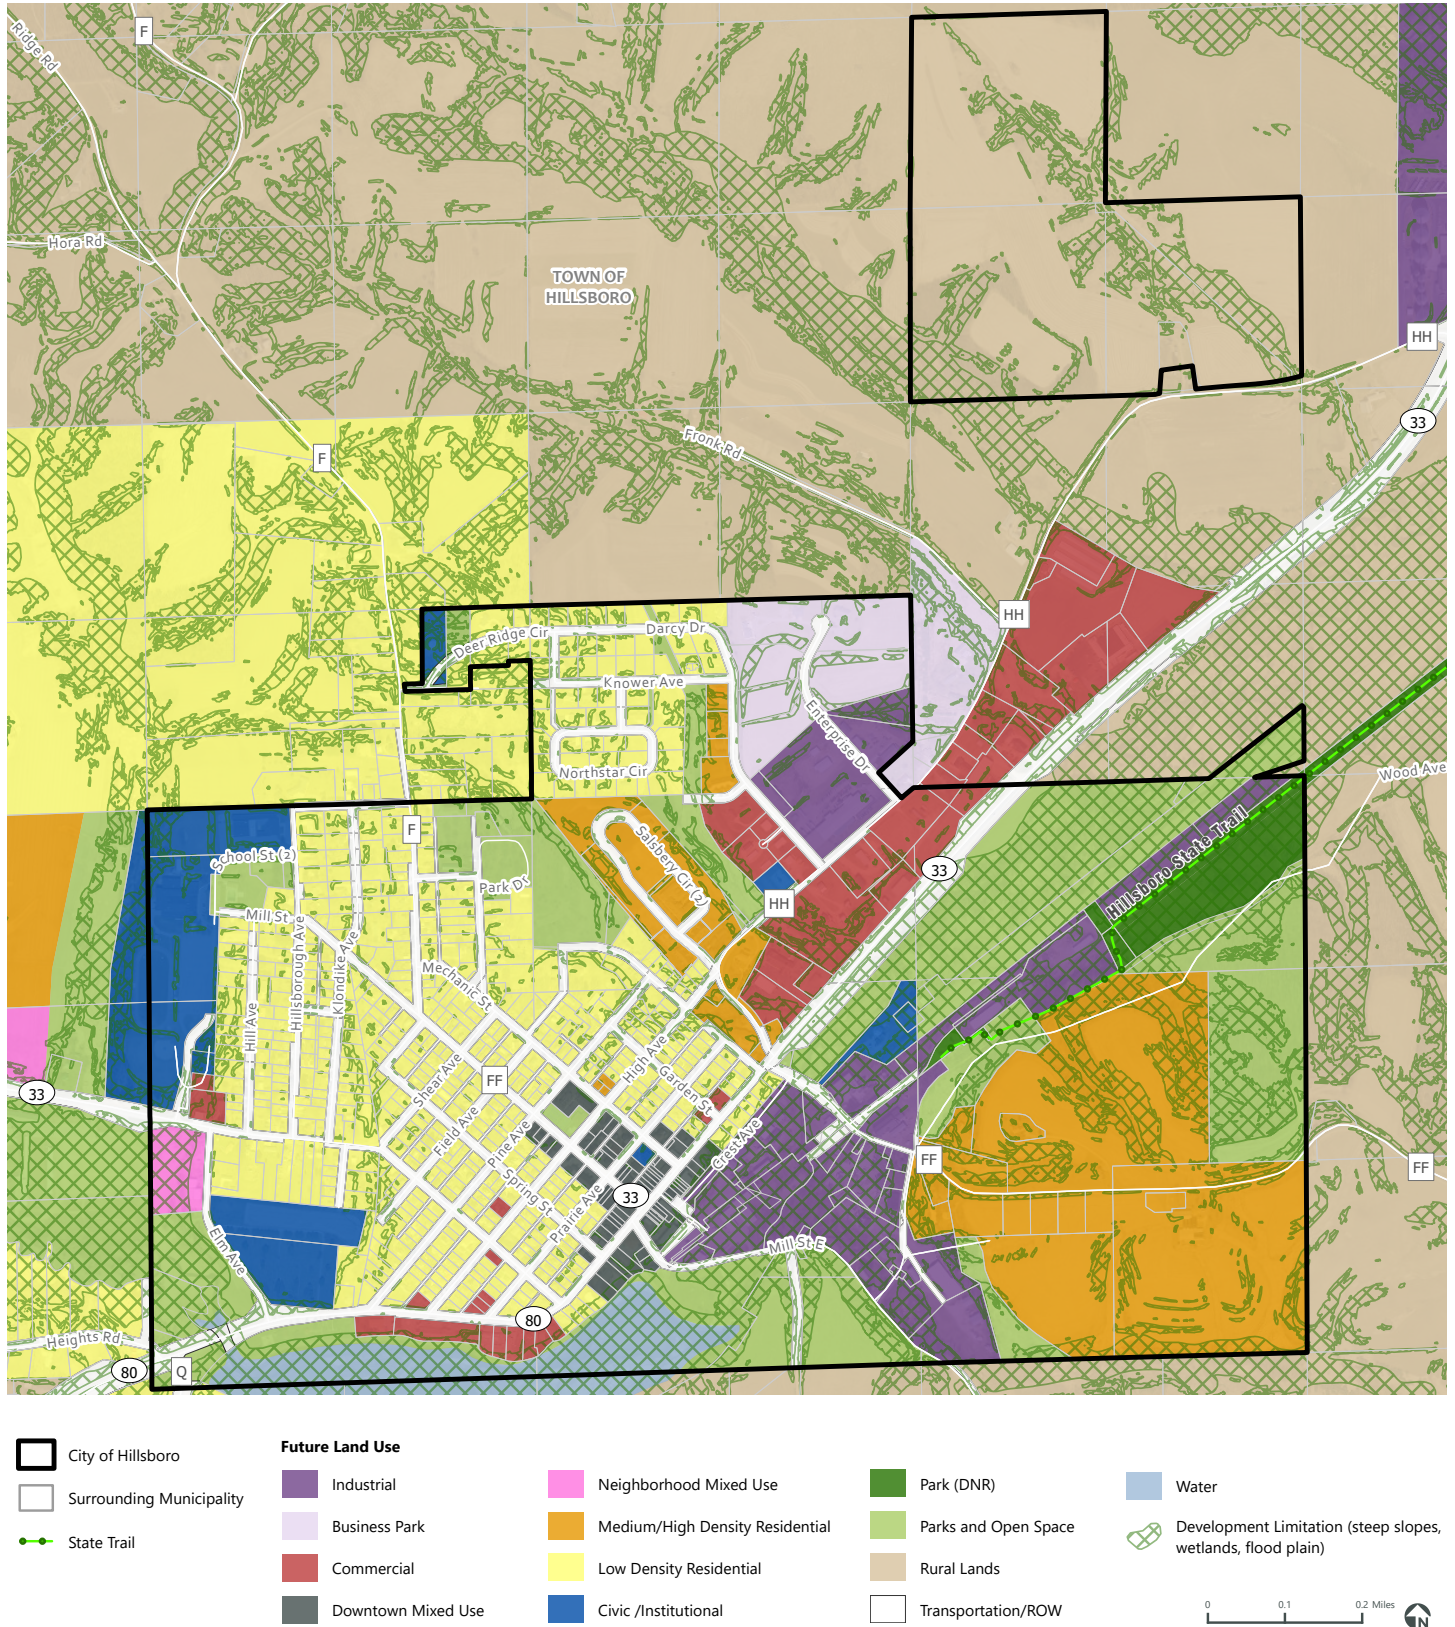 F
Ridge Rd
Hora Rd
TOWN OF
HILLSBORO
HH
33
Fronk Rd
F
HH
Deer Ridge Cir
Darcy Dr
Knower Ave
Enterprise Dr
Northstar Cir
Wood Ave
F
School St (2)
Salsbery Cir (2)
Hillsboro State Trail
33
Park Dr
HH
Mill St
Hillsborough Ave
Klondike Ave
Mechanic St
Hill Ave
High Ave
Shear Ave
FF
Garden St
33
Field Ave
Pine Ave
Crest Ave
FF
FF
Spring St
33
Prairie Ave
Elm Ave
Mill St E
80
Heights Rd
80
Q
City of Hillsboro
Surrounding Municipality
State Trail
Future Land Use
Industrial
Business Park
Commercial
Downtown Mixed Use
Neighborhood Mixed Use
Medium/High Density Residential
Low Density Residential
Civic /Institutional
Park (DNR)
Parks and Open Space
Rural Lands
Transportation/ROW
Water
Development Limitation (steep slopes,
wetlands, flood plain)
0 0.1 0.2 Miles
N